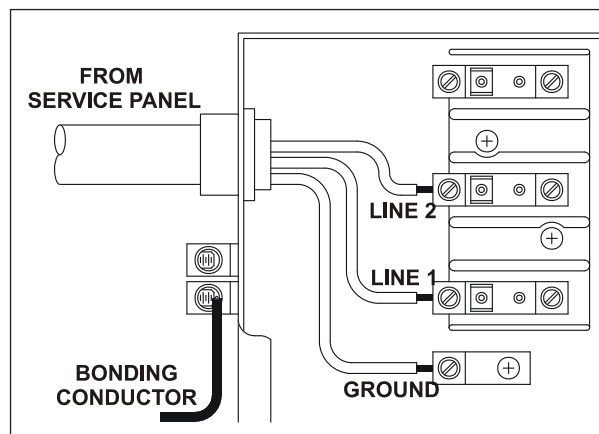 FROM
SERVICE PANEL
LINE 2
LINE 1
GROUND
BONDING
CONDUCTOR